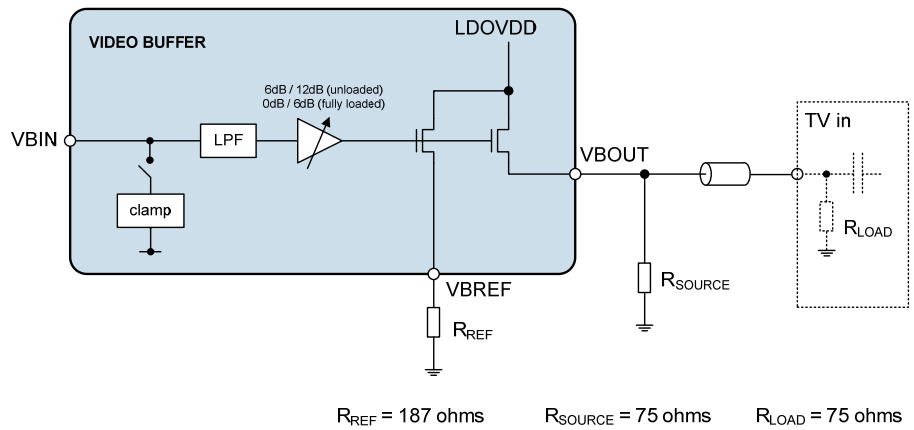 VIDEO BUFFER
LDOVDD
6dB / 12dB (unloaded)
0dB / 6dB (fully loaded)
VBIN
LPF
clamp
VBOUT
TV in
RLOAD
RSOURCE
VBREF
RREF
RREF = 187 ohms
RSOURCE = 75 ohms
RLOAD = 75 ohms